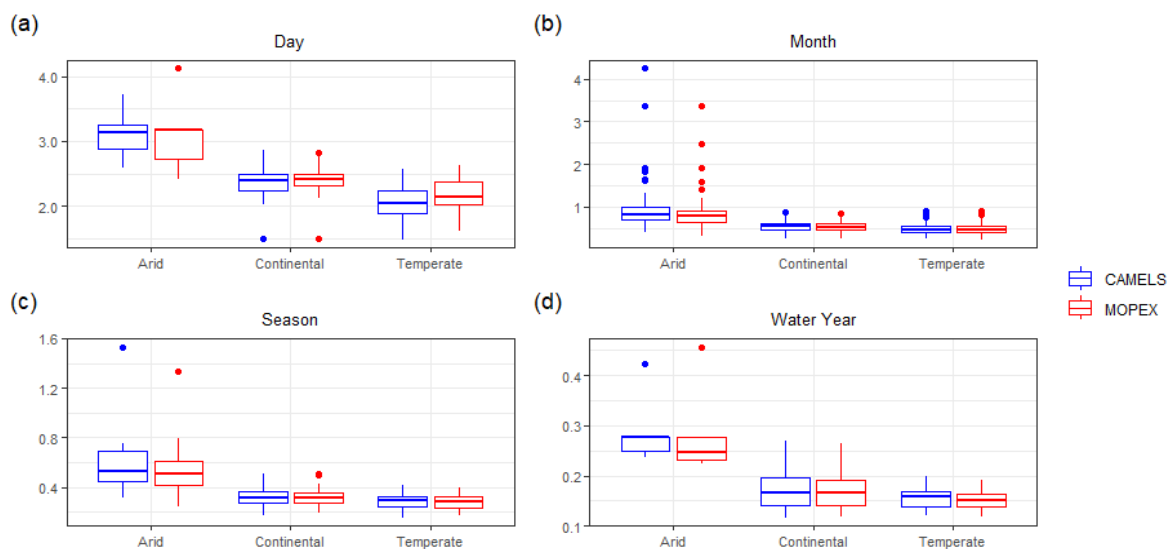 (a)
Day
4.0
3.0
2.0
Arid Continental Temperate
(b)
Month
4
3
2
1
Arid Continental Temperate
CAMELS
MOPEX
(c)
Season
1.6
1.2
0.8
0.4
Arid Continental Temperate
(d)
Water Year
0.4
0.3
0.2
0.1
Arid Continental Temperate